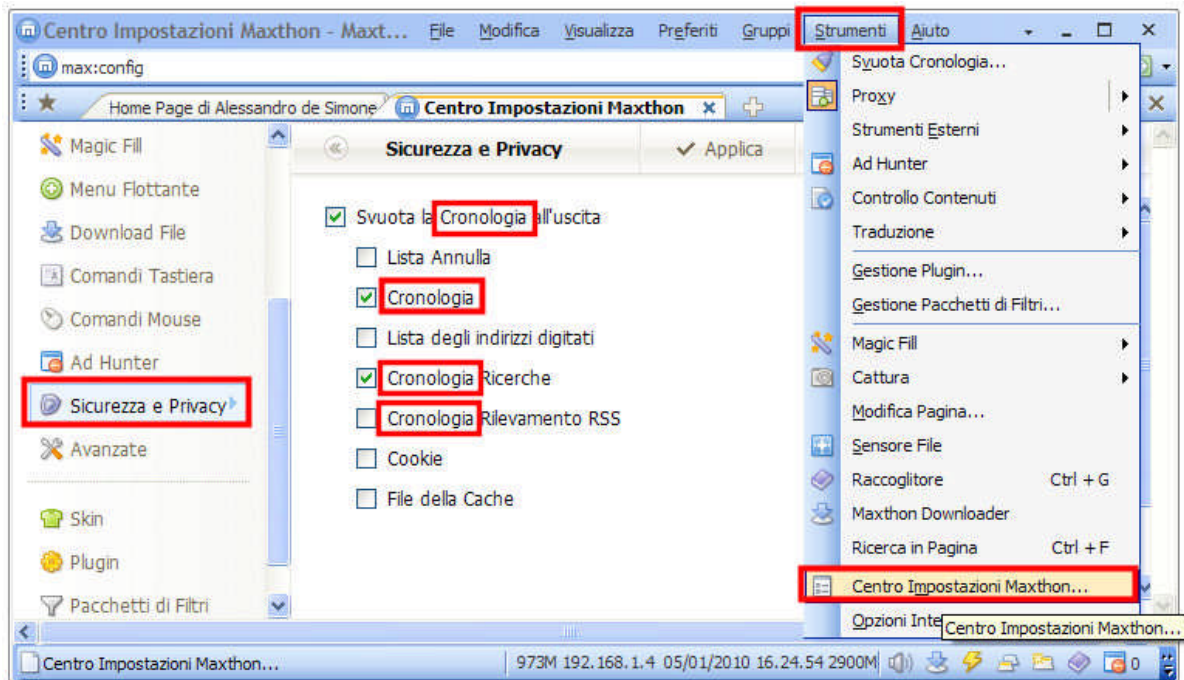 Centro Impostazioni Maxthon - Maxt... File Modifica Visualizza Preferiti Gruppi Strumenti Aiuto
max:config
Home Page di Alessandro de Simone Centro Impostazioni Maxthon
Magic Fill
Menu Flottante
Download File
Comandi Tastiera
Comandi Mouse
Ad Hunter
Sicurezza e Privacy
Avanzate
Skin
Plugin
Pacchetti di Filtri
Sicurezza e Privacy Applica
Svuota la Cronologia all'uscita
Lista Annulla
Cronologia
Lista degli indirizzi digitati
Cronologia Ricerche
Cronologia Rilevamento RSS
Cookie
File della Cache
Svuota Cronologia...
Proxy
Strumenti Esterni
Ad Hunter
Controllo Contenuti
Traduzione
Gestione Plugin...
Gestione Pacchetti di Filtri...
Magic Fill
Cattura
Modifica Pagina...
Sensore File
Raccoglitore Ctrl + G
Maxthon Downloader
Ricerca in Pagina Ctrl + F
Centro Impostazioni Maxthon...
Opzioni
Centro Impostazioni Maxthon...
Centro Impostazioni Maxthon... 973M 192.168.1.4 05/01/2010 16.24.54 2900M 0